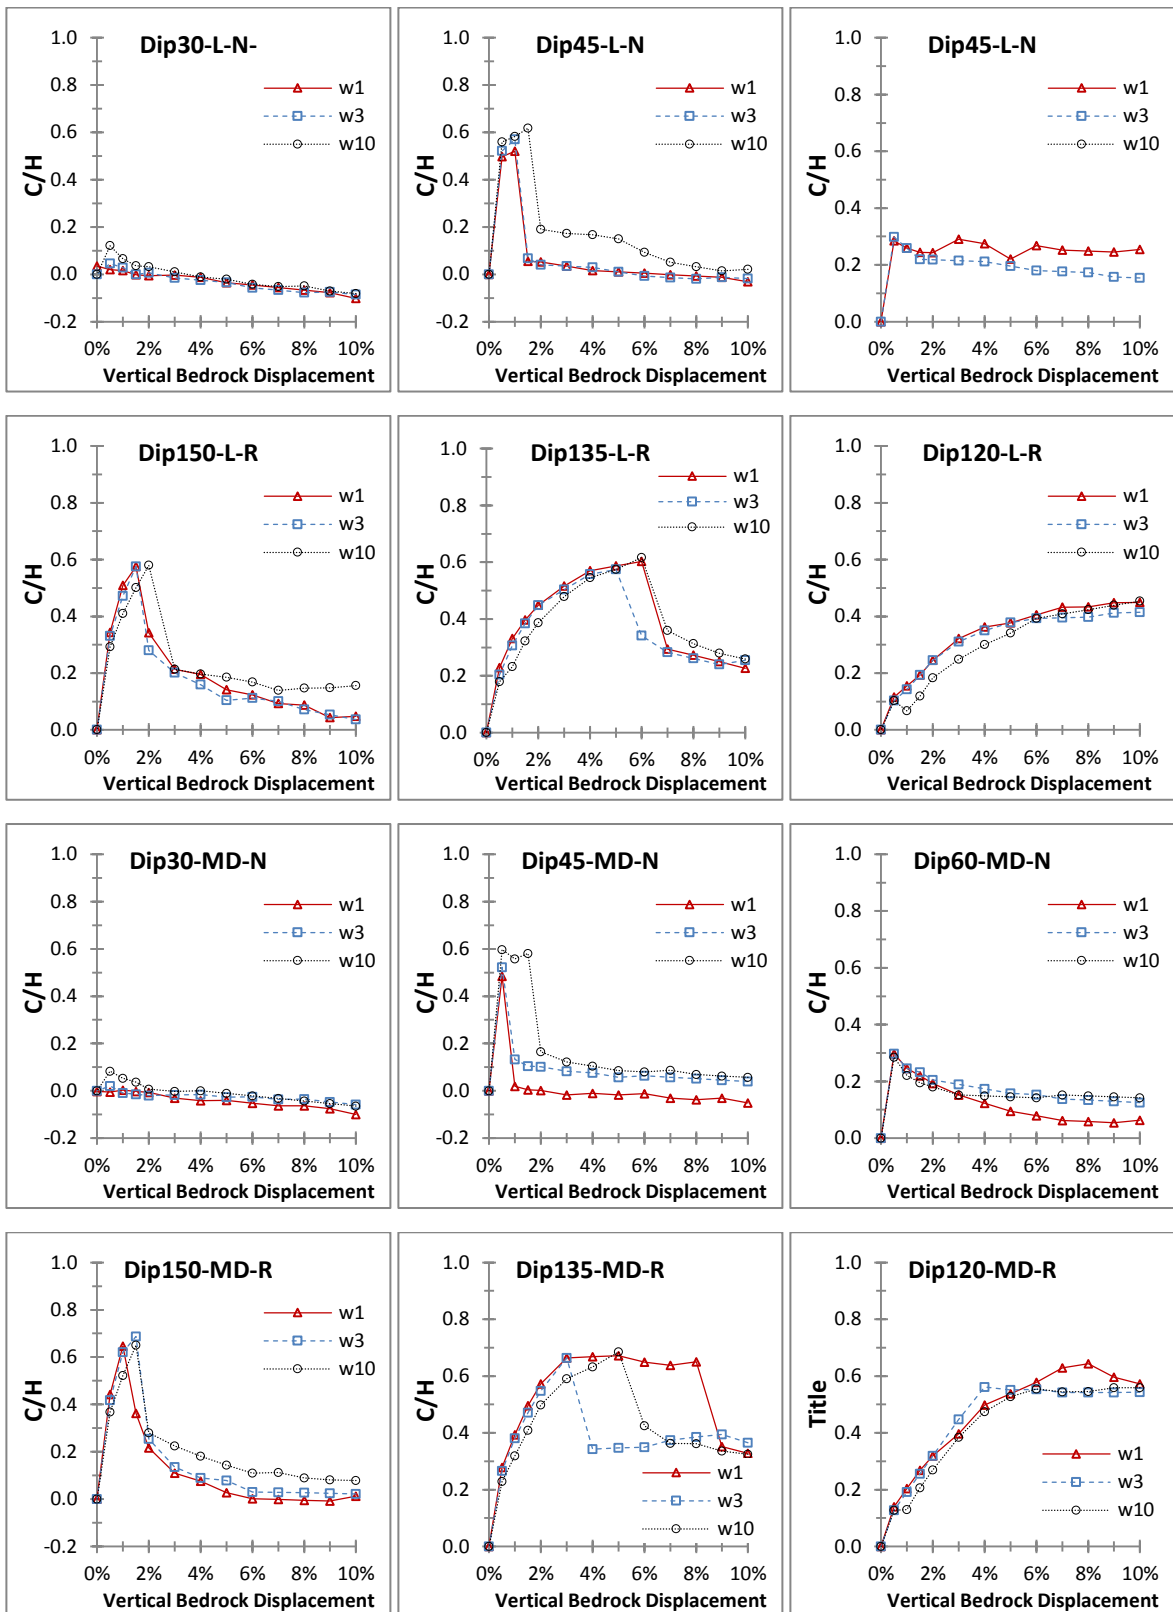 Dip30-L-N-
1.0
0.8
0.6
0.4
0.2
0.0
-0.2
C/H
w1
w3
w10
0% 2% 4% 6% 8% 10%
Vertical Bedrock Displacement
Dip45-L-N
1.0
0.8
0.6
0.4
0.2
0.0
-0.2
C/H
w1
w3
w10
0% 2% 4% 6% 8% 10%
Vertical Bedrock Displacement
Dip45-L-N
1.0
0.8
0.6
0.4
0.2
0.0
C/H
w1
w3
w10
0% 2% 4% 6% 8% 10%
Vertical Bedrock Displacement
Dip150-L-R
1.0
0.8
0.6
0.4
0.2
0.0
C/H
w1
w3
w10
0% 2% 4% 6% 8% 10%
Vertical Bedrock Displacement
Dip135-L-R
1.0
0.8
0.6
0.4
0.2
0.0
C/H
w1
w3
w10
0% 2% 4% 6% 8% 10%
Vertical Bedrock Displacement
Dip120-L-R
1.0
0.8
0.6
0.4
0.2
0.0
C/H
w1
w3
w10
0% 2% 4% 6% 8% 10%
Vertical Bedrock Displacement
Dip30-MD-N
1.0
0.8
0.6
0.4
0.2
0.0
-0.2
C/H
w1
w3
w10
0% 2% 4% 6% 8% 10%
Vertical Bedrock Displacement
Dip45-MD-N
1.0
0.8
0.6
0.4
0.2
0.0
-0.2
C/H
w1
w3
w10
0% 2% 4% 6% 8% 10%
Vertical Bedrock Displacement
Dip60-MD-N
1.0
0.8
0.6
0.4
0.2
0.0
C/H
w1
w3
w10
0% 2% 4% 6% 8% 10%
Vertical Bedrock Displacement
Dip150-MD-R
1.0
0.8
0.6
0.4
0.2
0.0
-0.2
C/H
w1
w3
w10
0% 2% 4% 6% 8% 10%
Vertical Bedrock Displacement
Dip135-MD-R
1.0
0.8
0.6
0.4
0.2
0.0
C/H
w1
w3
w10
0% 2% 4% 6% 8% 10%
Vertical Bedrock Displacement
Dip120-MD-R
1.0
0.8
0.6
0.4
0.2
0.0
Title
w1
w3
w10
0% 2% 4% 6% 8% 10%
Vertical Bedrock Displacement